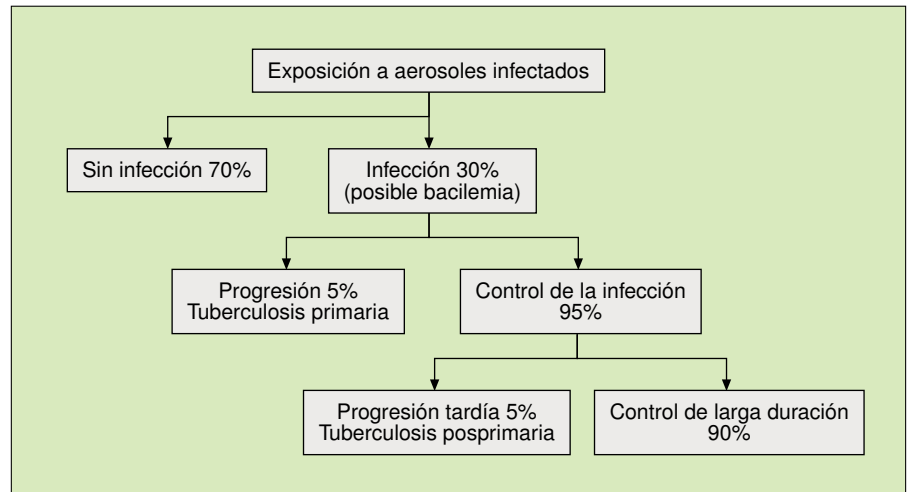 Exposición a aerosoles infectados
Sin infección 70%
Infección 30%
(posible bacilemia)
Progresión 5%
Tuberculosis primaria
Control de la infección
95%
Progresión tardía 5%
Tuberculosis posprimaria
Control de larga duración
90%